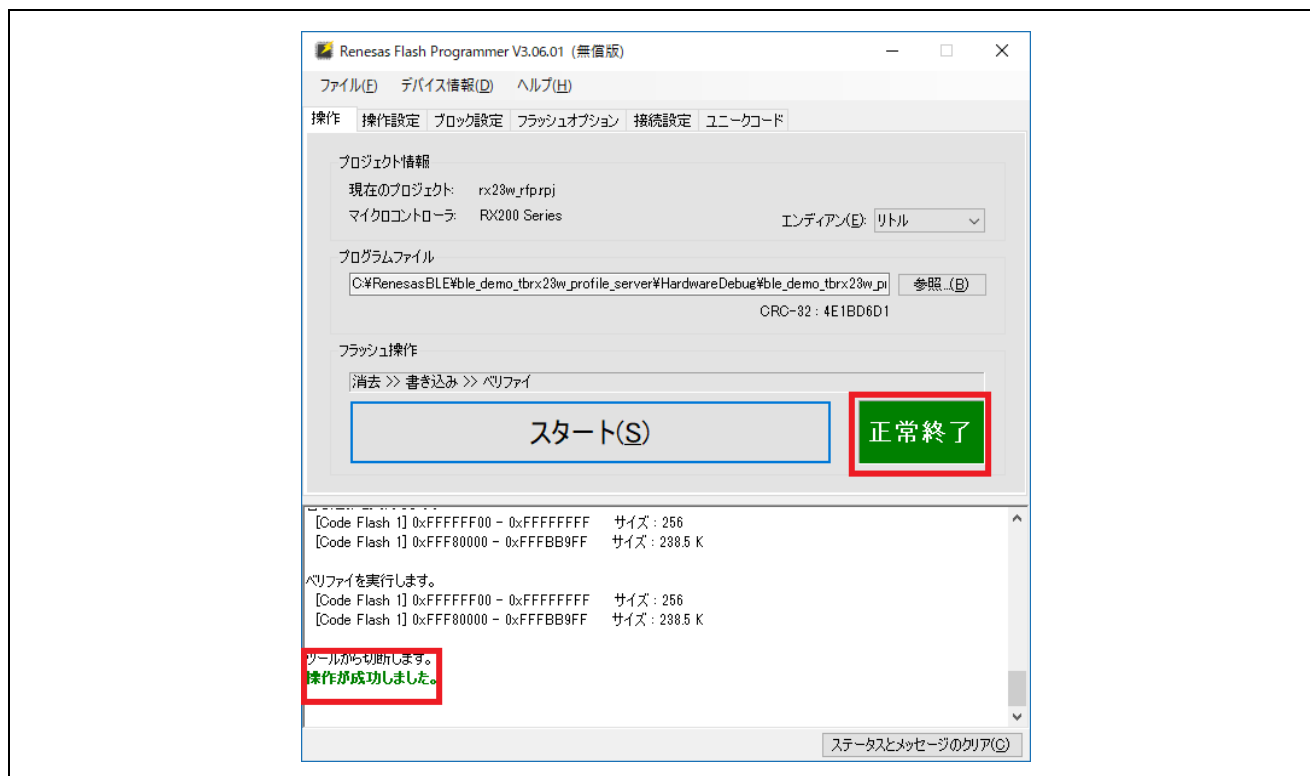 Renesas Flash Programmer V3.06.01 (無償版)
ファイル(F) デバイス情報(D) ヘルプ(H)
操作 操作設定 ブロック設定 フラッシュオプション 接続設定 ユニークコード
プロジェクト情報
現在のプロジェクト: rx23w_rfp.rpj
マイクロコントローラ: RX200 Series エンディアン(E): リトル
プログラムファイル
C:¥RenesasBLE¥ble_demo_tbrx23w_profile_server¥HardwareDebug¥ble_demo_tbrx23w_pr 参照...(B)
CRC-32 : 4E1BD6D1
フラッシュ操作
消去 >> 書き込み >> ベリファイ
スタート(S) 正常終了
[Code Flash 1] 0xFFFFFF00 - 0xFFFFFFFF サイズ : 256
[Code Flash 1] 0xFFF80000 - 0xFFFBB9FF サイズ : 238.5 K
ベリファイを実行します。
[Code Flash 1] 0xFFFFFF00 - 0xFFFFFFFF サイズ : 256
[Code Flash 1] 0xFFF80000 - 0xFFFBB9FF サイズ : 238.5 K
ツールから切断します。
操作が成功しました。
ステータスとメッセージのクリア(C)